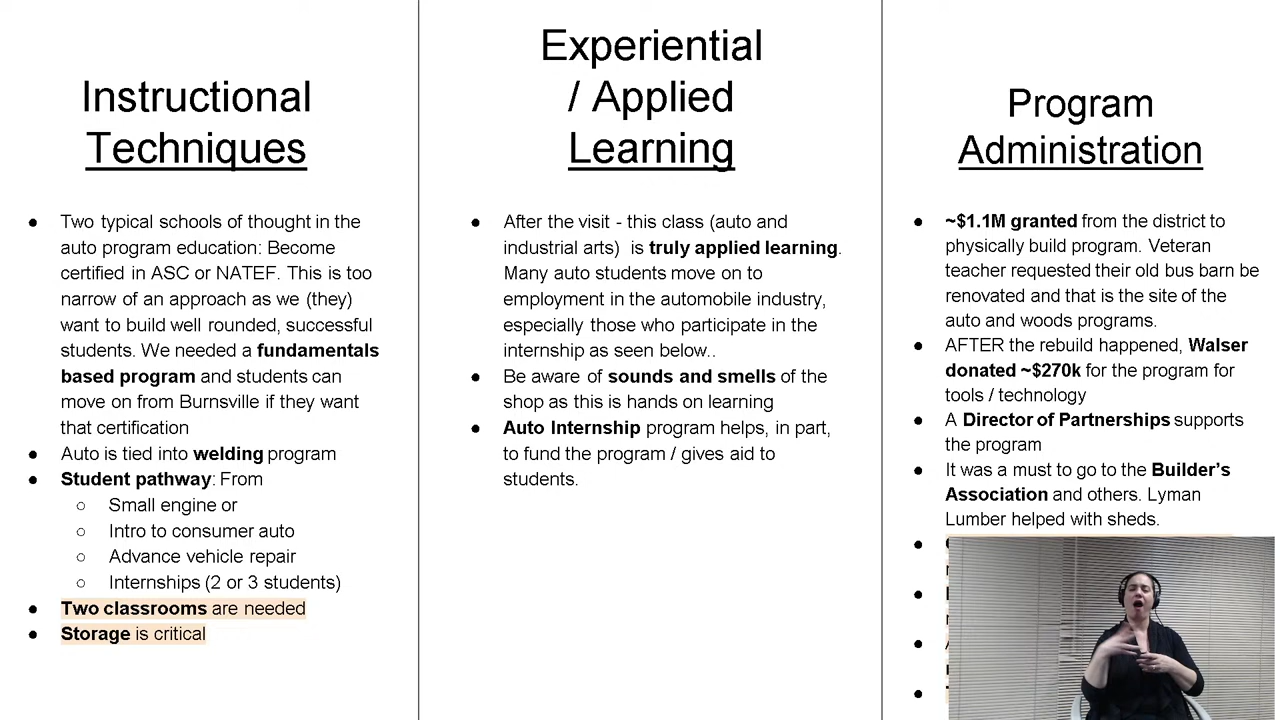 Instructional
Techniques
● Two typical schools of thought in the
auto program education: Become
certified in ASC or NATEF. This is too
narrow of an approach as we (they)
want to build well rounded, successful
students. We needed a fundamentals
based program and students can
move on from Burnsville if they want
that certification
● Auto is tied into welding program
● Student pathway: From
○ Small engine or
○ Intro to consumer auto
○ Advance vehicle repair
○ Internships (2 or 3 students)
● Two classrooms are needed
● Storage is critical
Experiential
/ Applied
Learning
● After the visit - this class (auto and
industrial arts) is truly applied learning.
Many auto students move on to
employment in the automobile industry,
especially those who participate in the
internship as seen below..
● Be aware of sounds and smells of the
shop as this is hands on learning
● Auto Internship program helps, in part,
to fund the program / gives aid to
students.
Program
Administration
● ~$1.1M granted from the district to
physically build program. Veteran
teacher requested their old bus barn be
renovated and that is the site of the
auto and woods programs.
● AFTER the rebuild happened, Walser
donated ~$270k for the program for
tools / technology
● A Director of Partnerships supports
the program
● It was a must to go to the Builder's
Association and others. Lyman
Lumber helped with sheds.